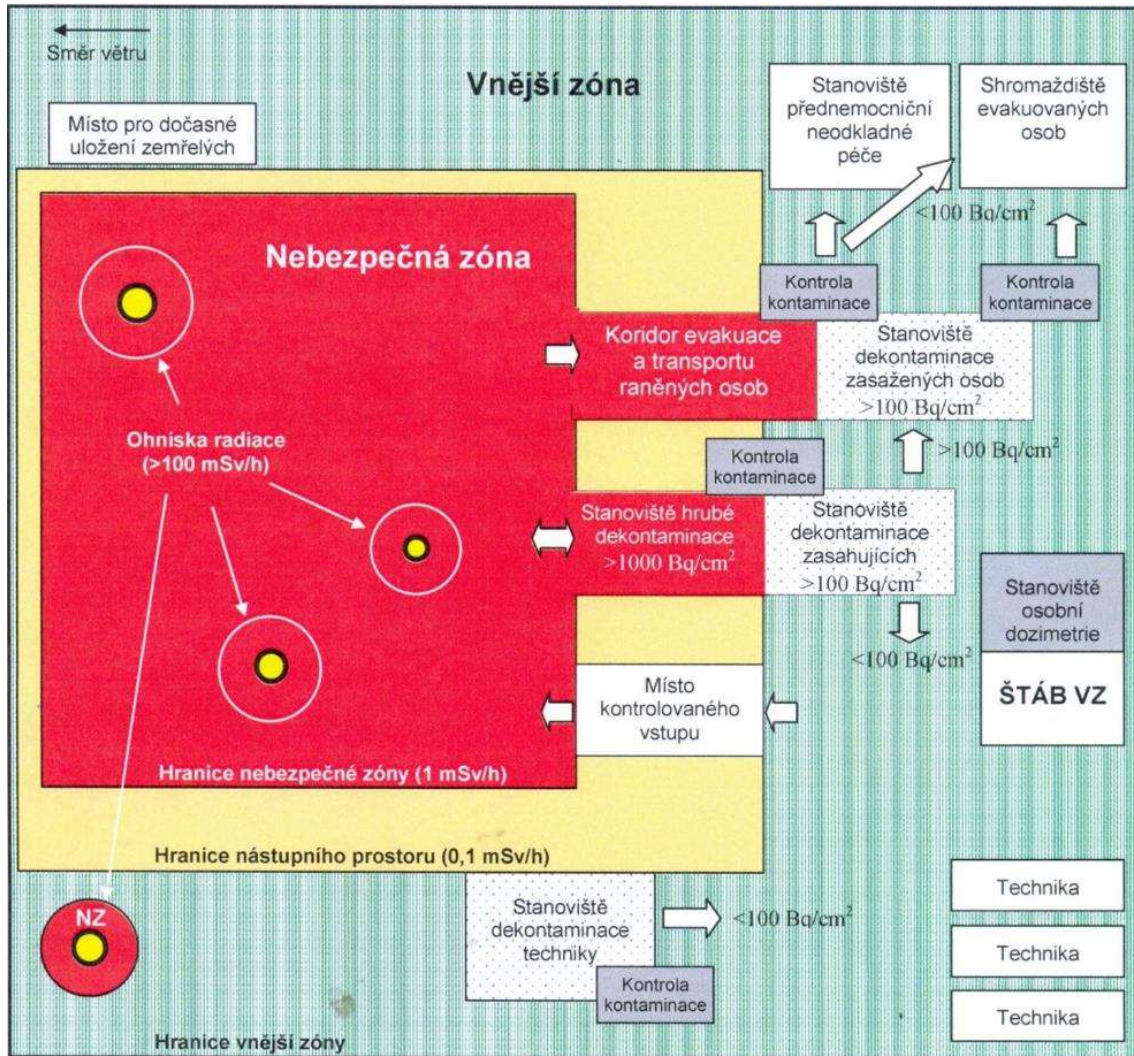 Směr větru
Vnější zóna
Místo pro dočasné
uložení zemřelých
Stanoviště
přednemocniční
neodkladné
péče
Shromaždiště
evakuovaných
osob
<100 Bq/cm²
Kontrola
kontaminace
Kontrola
kontaminace
Nebezpečná zóna
Koridor evakuace
a transportu
raněných osob
Stanoviště
dekontaminace
zasažených osob
>100 Bq/cm²
Ohniska radiace
(>100 mSv/h)
Kontrola
kontaminace
>100 Bq/cm²
Stanoviště hrubé
dekontaminace
>1000 Bq/cm²
Stanoviště
dekontaminace
zasahujících
>100 Bq/cm²
<100 Bq/cm²
Stanoviště
osobní
dozimetrie
ŠTÁB VZ
Místo
kontrolovaného
vstupu
Hranice nebezpečné zóny (1 mSv/h)
Hranice nástupního prostoru (0,1 mSv/h)
NZ
Stanoviště
dekontaminace
techniky
<100 Bq/cm²
Kontrola
kontaminace
Technika
Technika
Technika
Hranice vnější zóny